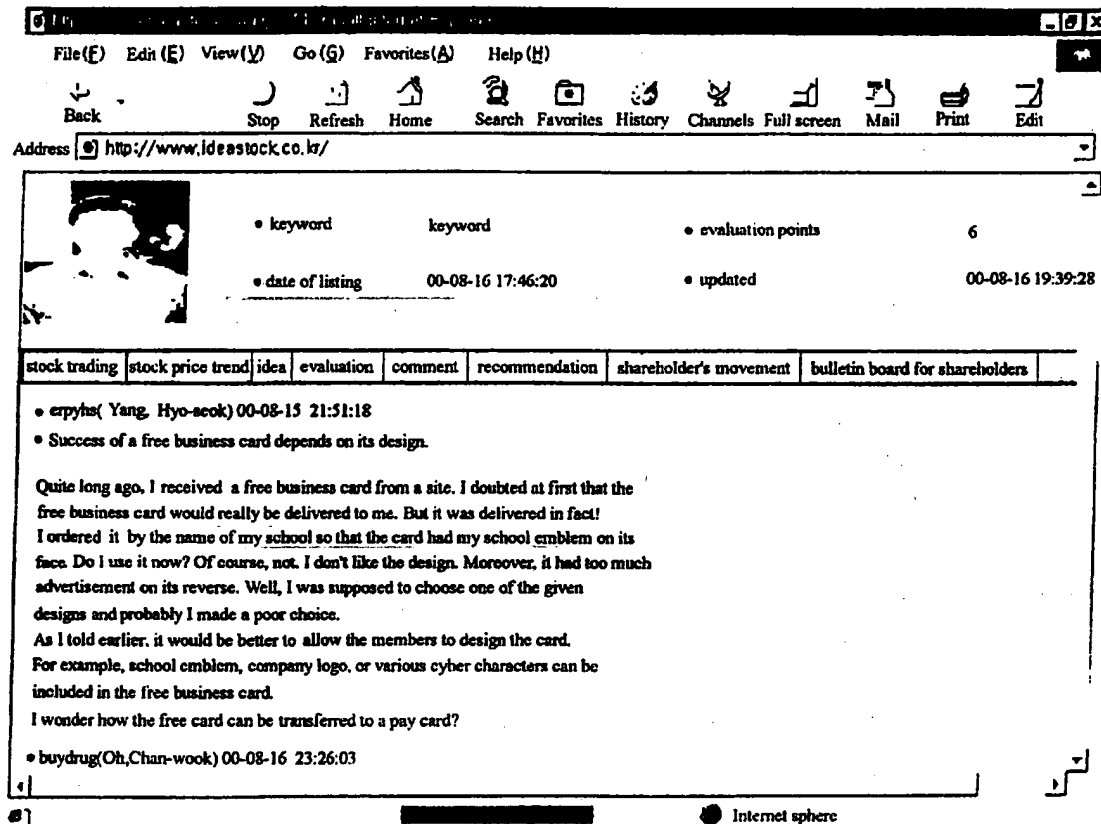 File(F) Edit (E) View(V) Go(G) Favorites(A) Help (H)
Back Stop Refresh Home Search Favorites History Channels Full screen Mail Print Edit
Address http://www.ideastock.co.kr/
• keyword keyword • evaluation points 6
• date of listing 00-08-16 17:46:20 • updated 00-08-16 19:39:28
stock trading stock price trend idea evaluation comment recommendation shareholder's movement bulletin board for shareholders
• erpyhs( Yang, Hyo-seok) 00-08-15 21:51:18
• Success of a free business card depends on its design.
Quite long ago, I received a free business card from a site. I doubted at first that the
free business card would really be delivered to me. But it was delivered in fact!
I ordered it by the name of my school so that the card had my school emblem on its
face. Do I use it now? Of course, not. I don't like the design. Moreover, it had too much
advertisement on its reverse. Well, I was supposed to choose one of the given
designs and probably I made a poor choice.
As I told earlier, it would be better to allow the members to design the card.
For example, school emblem, company logo, or various cyber characters can be
included in the free business card.
I wonder how the free card can be transferred to a pay card?
• buydrug(Oh,Chan-wook) 00-08-16 23:26:03
Internet sphere